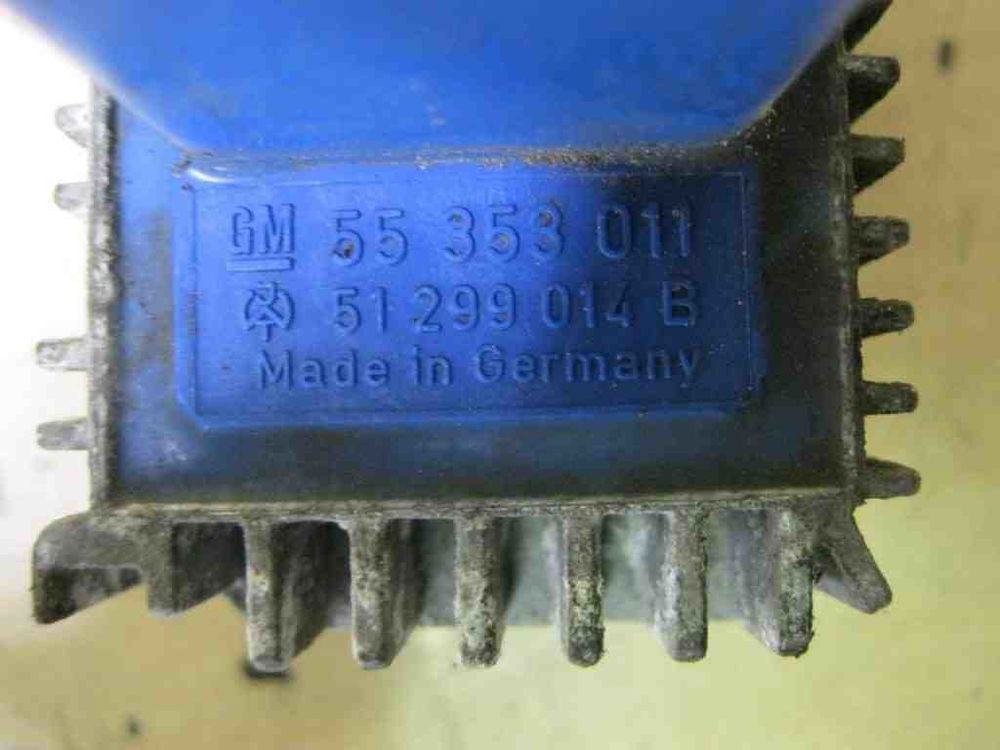 GM 55 353 011
51 299 014 B
Made in Germany